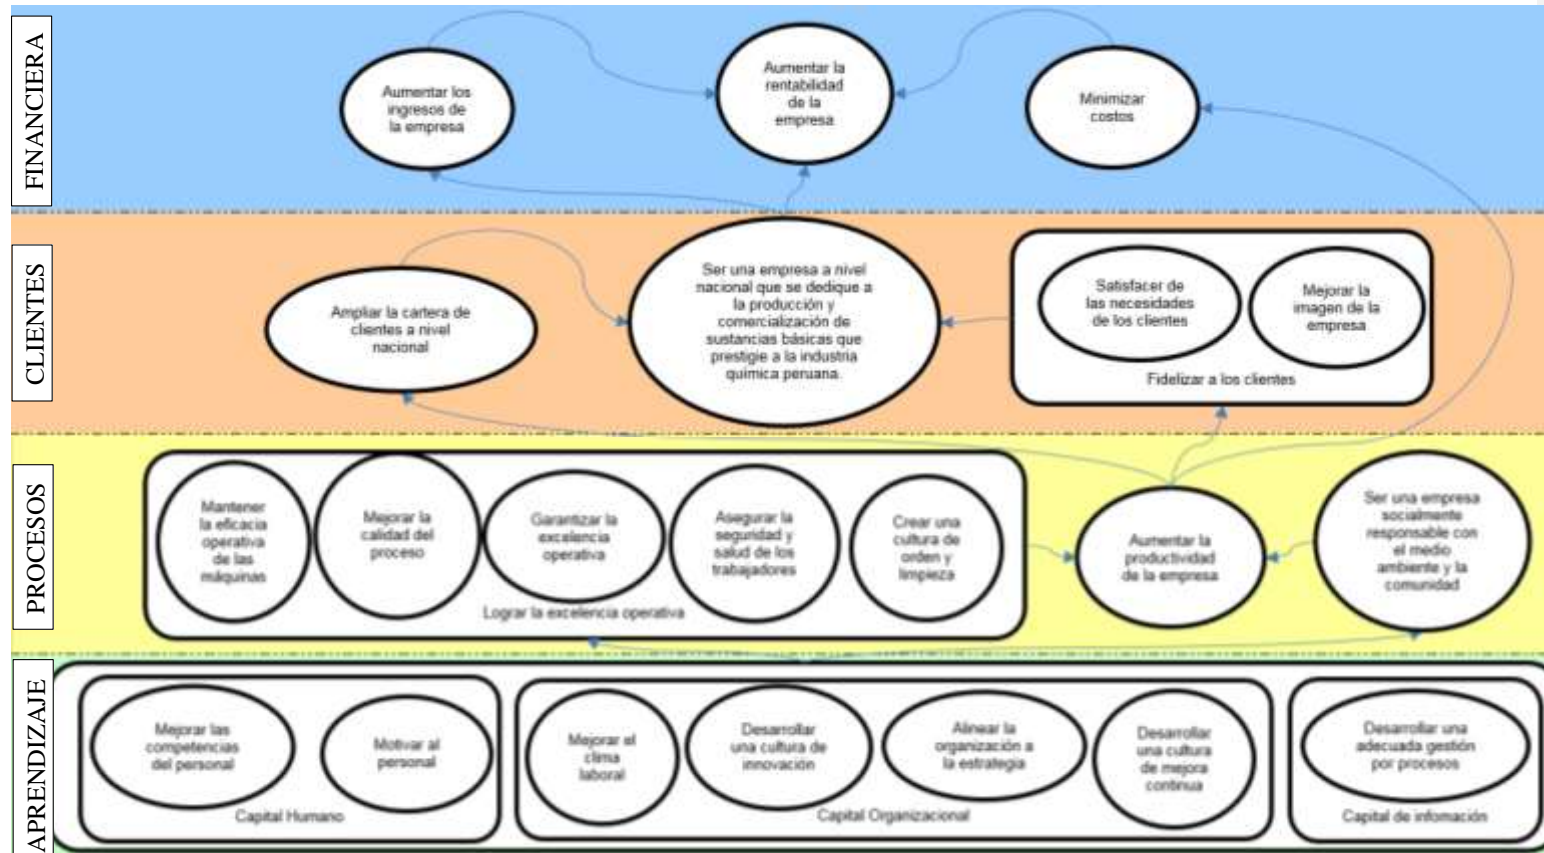 FINANCIERA
Aumentar los
ingresos de
la empresa
Aumentar la
rentabilidad
de la
empresa
Minimizar
costos
CLIENTES
Ampliar la cartera de
clientes a nivel
nacional
Ser una empresa a nivel
nacional que se dedique a
la producción y
comercialización de
sustancias básicas que
prestigie a la industria
química peruana.
Satisfacer de
las necesidades
de los clientes
Mejorar la
imagen de la
empresa
Fidelizar a los clientes
PROCESOS
Mantener
la eficacia
operativa
de las
máquinas
Mejorar la
calidad del
proceso
Garantizar la
excelencia
operativa
Asegurar la
seguridad y
salud de los
trabajadores
Crear una
cultura de
orden y
limpieza
Lograr la excelencia operativa
Aumentar la
productividad
de la empresa
Ser una empresa
socialmente
responsable con
el medio
ambiente y la
comunidad
APRENDIZAJE
Mejorar las
competencias
del personal
Motivar al
personal
Capital Humano
Mejorar el
clima
laboral
Desarrollar
una cultura de
innovación
Alinear la
organización a
la estrategia
Desarrollar
una cultura
de mejora
continua
Capital Organizacional
Desarrollar una
adecuada gestión
por procesos
Capital de infomación